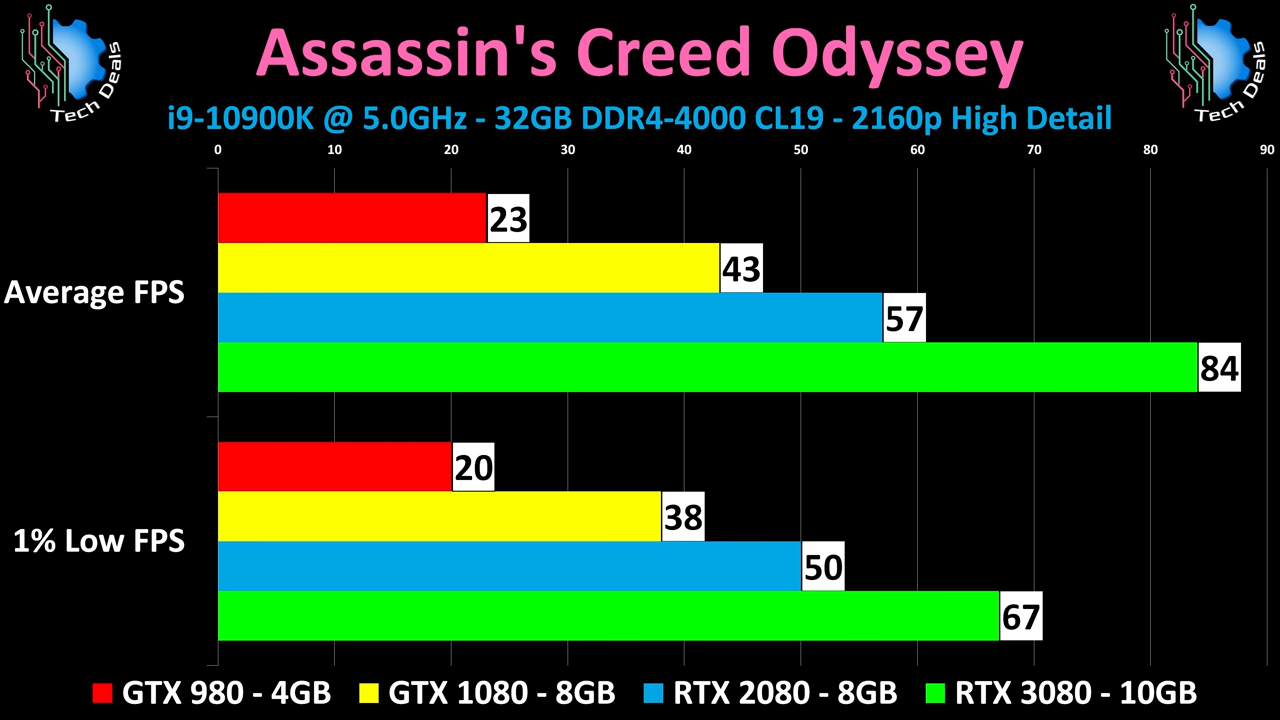 Tech Deals
Assassin's Creed Odyssey
Tech Deals
i9-10900K @ 5.0GHz - 32GB DDR4-4000 CL19 - 2160p High Detail
0 10 20 30 40 50 60 70 80 90
Average FPS
23
43
57
84
1% Low FPS
20
38
50
67
GTX 980 - 4GB GTX 1080 - 8GB RTX 2080 - 8GB RTX 3080 - 10GB